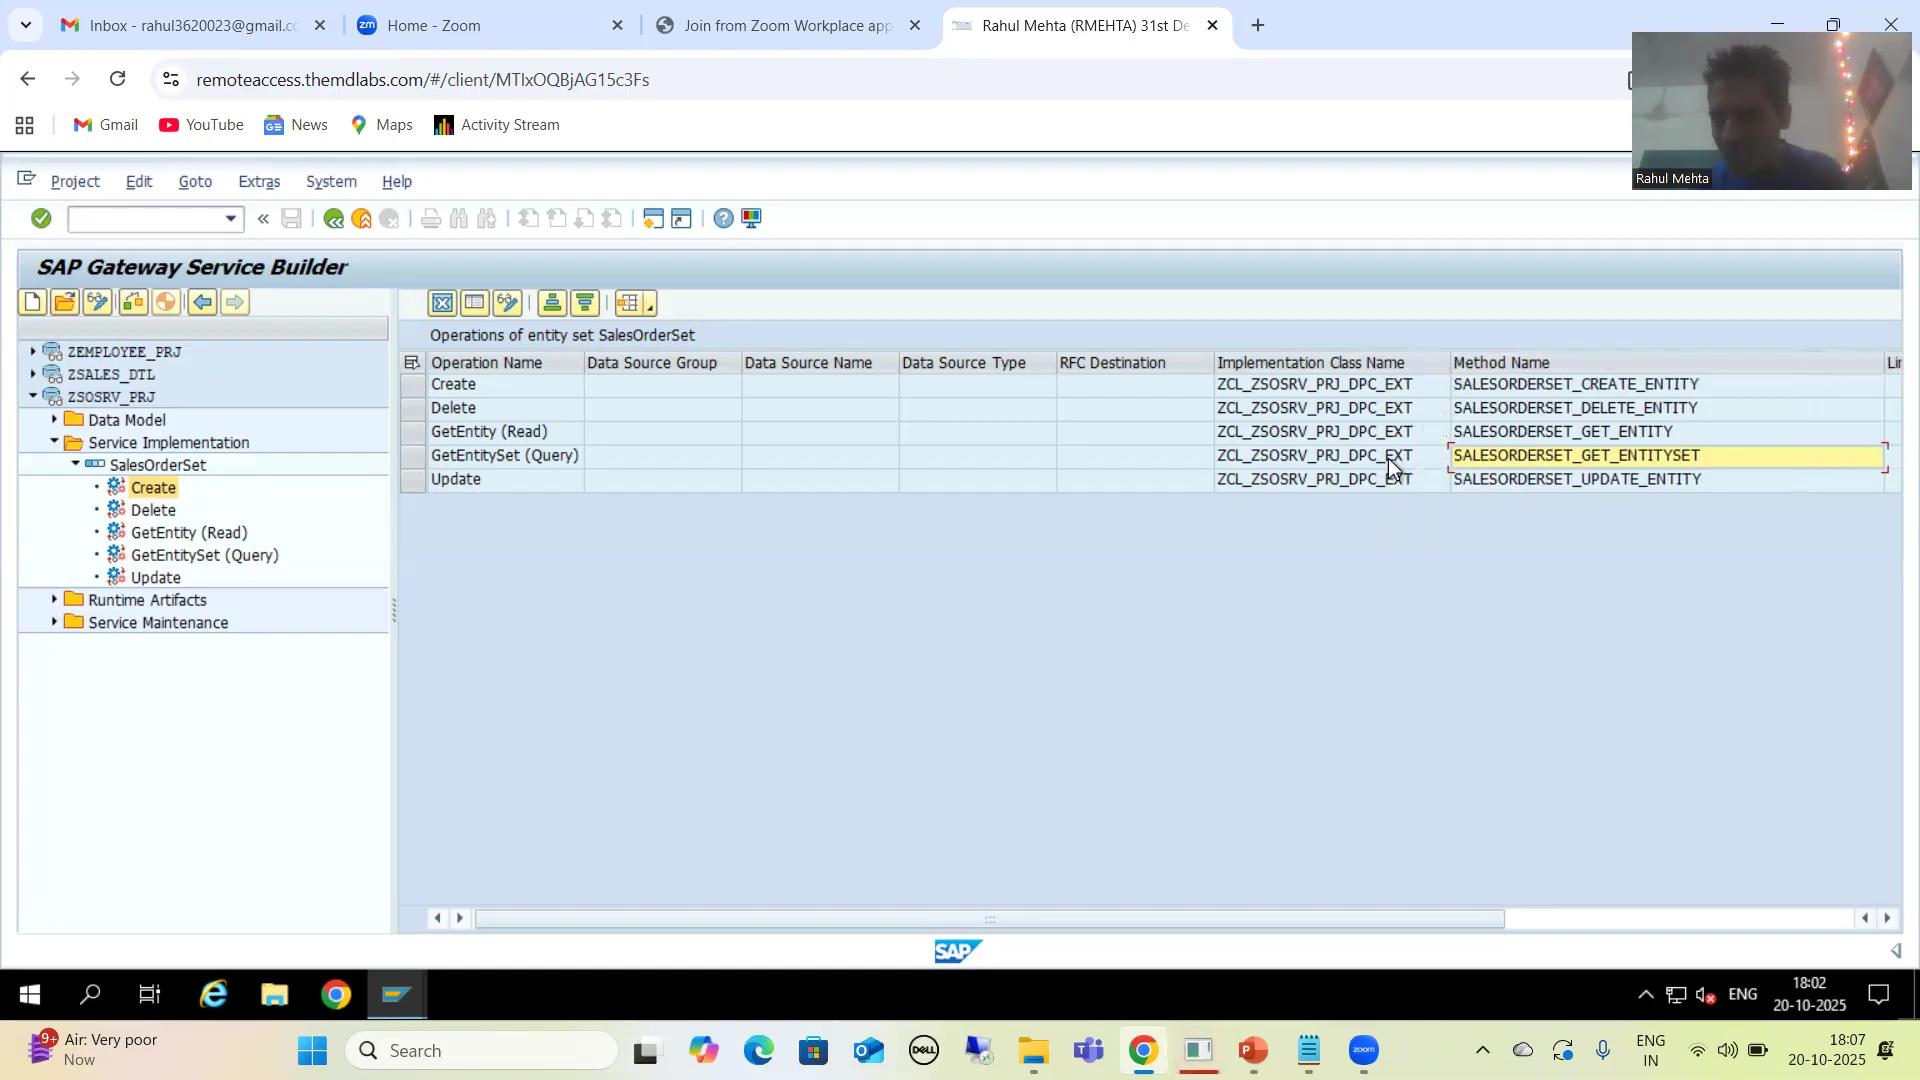 Inbox - rahul3620023@gmail.cc
Home - Zoom
Join from Zoom Workplace app
Rahul Mehta (RMEHTA) 31st De
remoteaccess.themdlabs.com/#/client/MTIxOQBjAG15c3Fs
Gmail
YouTube
News
Maps
Activity Stream
Rahul Mehta
Project Edit Goto Extras System Help
SAP Gateway Service Builder
ZEMPLOYEE_PRJ
ZSALES_DTL
ZSOSRV_PRJ
Data Model
Service Implementation
SalesOrderSet
Create
Delete
GetEntity (Read)
GetEntitySet (Query)
Update
Runtime Artifacts
Service Maintenance
Operations of entity set SalesOrderSet
Operation Name Data Source Group Data Source Name Data Source Type RFC Destination Implementation Class Name Method Name Lin
Create ZCL_ZSOSRV_PRJ_DPC_EXT SALESORDERSET_CREATE_ENTITY
Delete ZCL_ZSOSRV_PRJ_DPC_EXT SALESORDERSET_DELETE_ENTITY
GetEntity (Read) ZCL_ZSOSRV_PRJ_DPC_EXT SALESORDERSET_GET_ENTITY
GetEntitySet (Query) ZCL_ZSOSRV_PRJ_DPC_EXT SALESORDERSET_GET_ENTITYSET
Update ZCL_ZSOSRV_PRJ_DPC_EXT SALESORDERSET_UPDATE_ENTITY
SAP
ENG
18:02
20-10-2025
9+
Air: Very poor
Now
Search
DELL
zoom
ENG
IN
18:07
20-10-2025